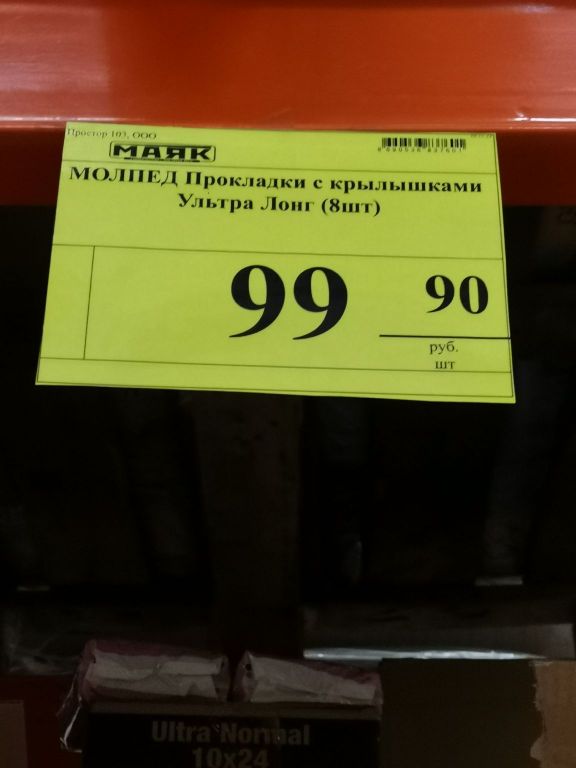 Простор 103, ООО
МАЯК
МОЛПЕД Прокладки с крылышками
Ультра Лонг (8шт)
99 90
руб.
шт
Ultra Normal
10x24